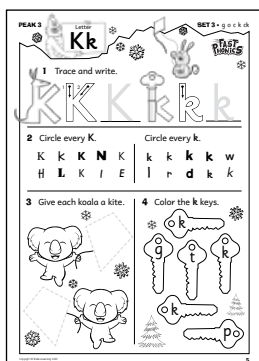 PEAK 3
Letter
Kk
SET 3 • g o c k ck
FAST PHONICS
1 Trace and write.
K K K k k k
2 Circle every K.
Circle every k.
K K K N K
k k k k w
H L K I E
l r d k k
3 Give each koala a kite.
4 Color the k keys.
k
g t k
k
p
5